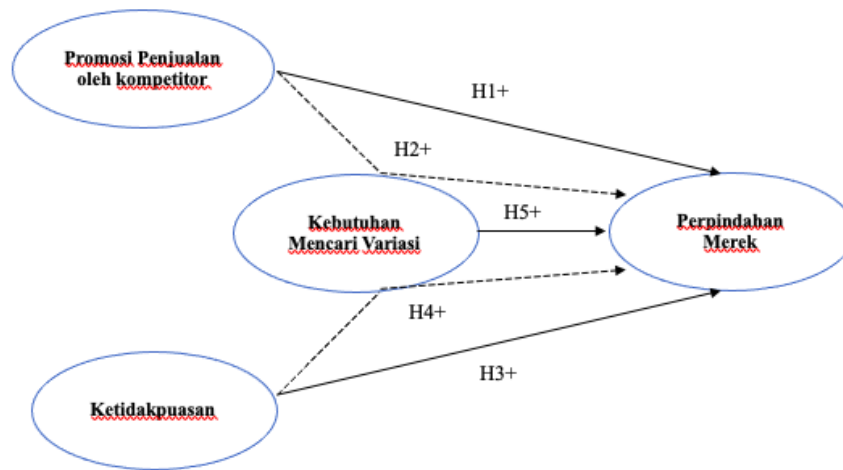 Promosi Penjualan
oleh kompetitor
H1+
H2+
Kebutuhan
Mencari Variasi
H5+
Perpindahan
Merek
H4+
H3+
Ketidakpuasan